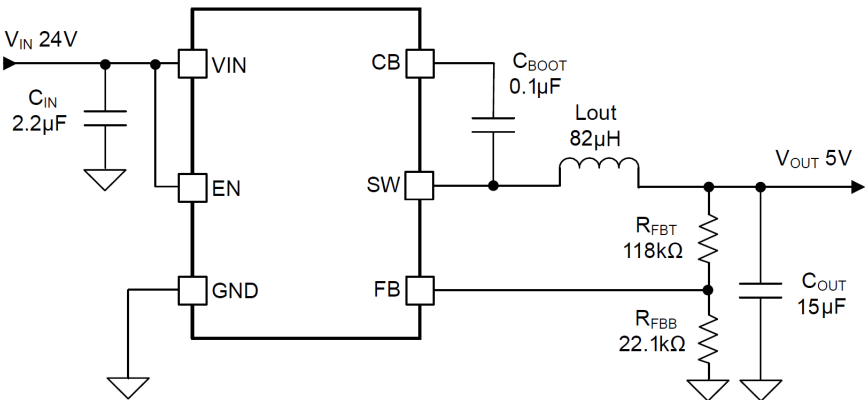 VIN 24V
CIN
2.2µF
VIN
EN
GND
CB
SW
FB
CBOOT
0.1µF
Lout
82µH
VOUT 5V
RFBT
118kΩ
RFBB
22.1kΩ
COUT
15µF